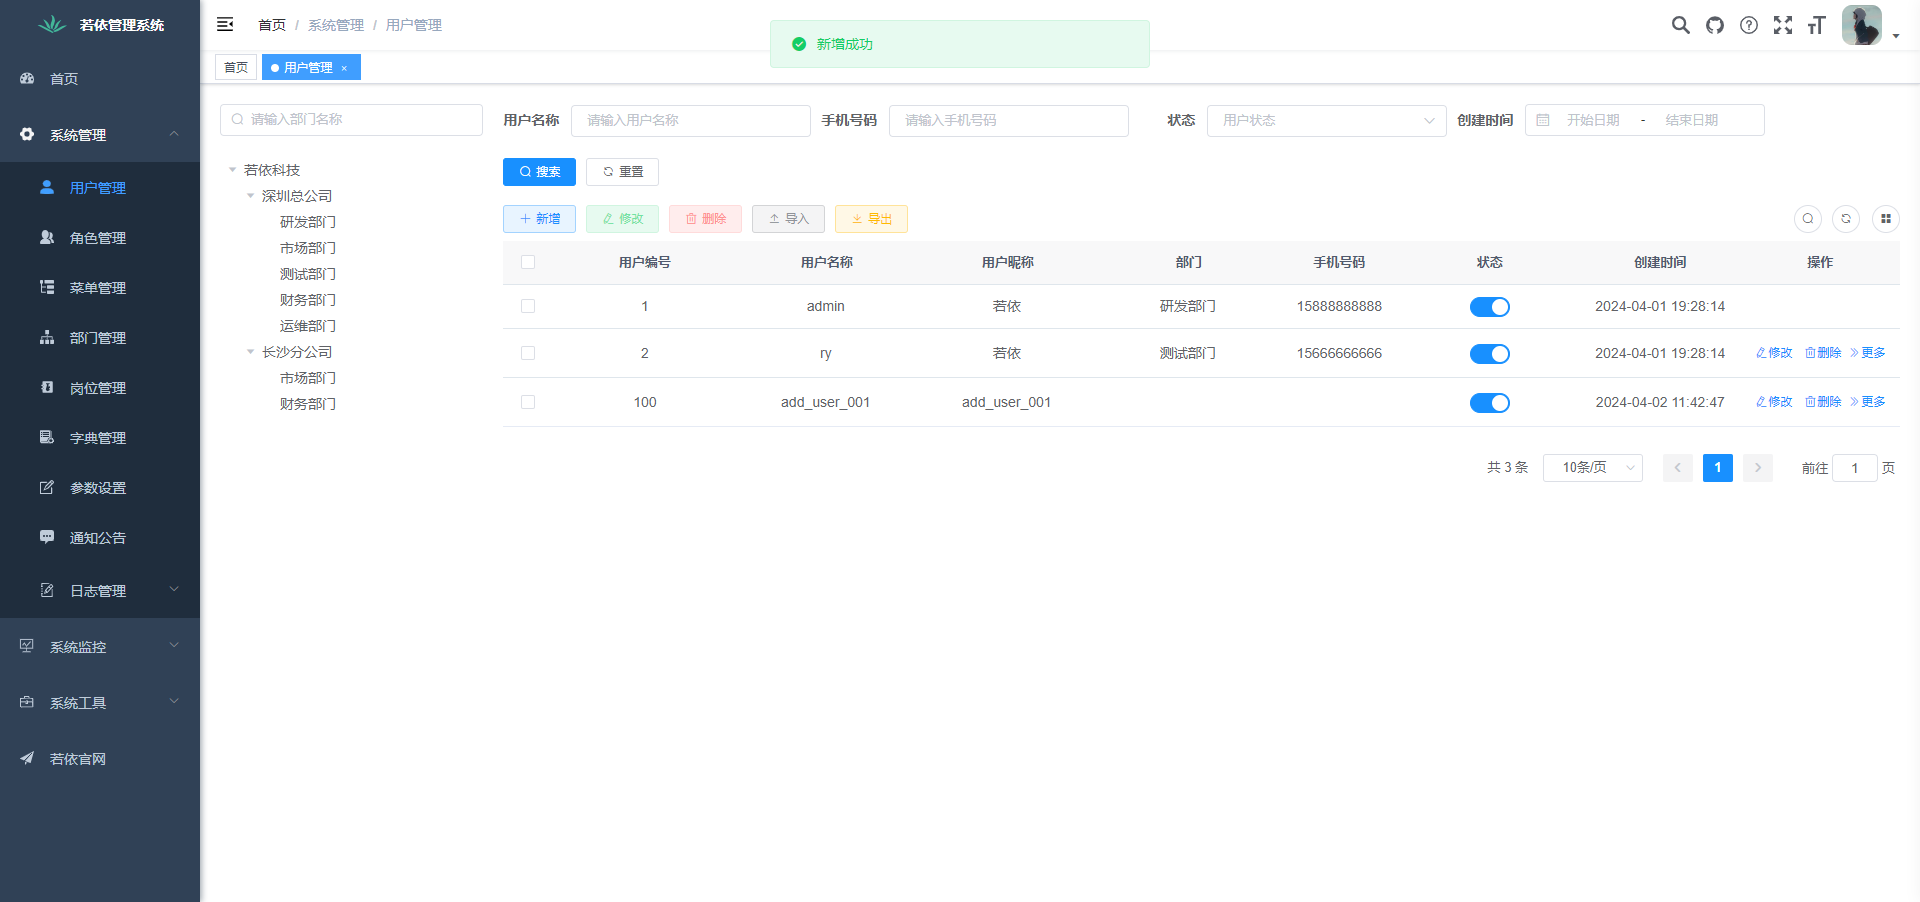 若依管理系统
首页
系统管理
用户管理
角色管理
菜单管理
部门管理
岗位管理
字典管理
参数设置
通知公告
日志管理
系统监控
系统工具
若依官网
首页 / 系统管理 / 用户管理
新增成功
首页 用户管理 ×
请输入部门名称
若依科技
深圳总公司
研发部门
市场部门
测试部门
财务部门
运维部门
长沙分公司
市场部门
财务部门
用户名称 请输入用户名称 手机号码 请输入手机号码 状态 用户状态 创建时间 开始日期 - 结束日期
搜索 重置
新增 修改 删除 导入 导出
用户编号 用户名称 用户昵称 部门 手机号码 状态 创建时间 操作
1 admin 若依 研发部门 15888888888 2024-04-01 19:28:14
2 ry 若依 测试部门 15666666666 2024-04-01 19:28:14 修改 删除 更多
100 add_user_001 add_user_001 2024-04-02 11:42:47 修改 删除 更多
共 3 条 10条/页 1 前往 1 页